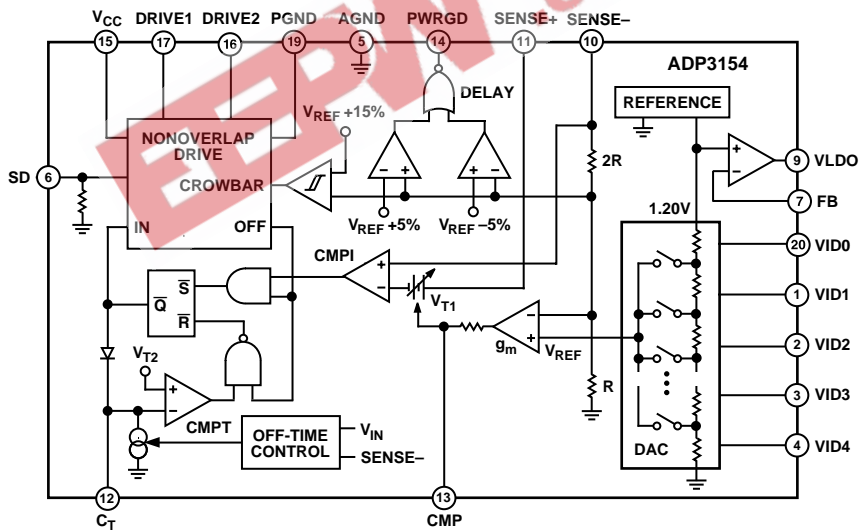 VCC DRIVE1 DRIVE2 PGND AGND PWRGD SENSE+ SENSE–
15 17 16 19 5 14 11 10
ADP3154
DELAY
REFERENCE
VREF +15%
NONOVERLAP
DRIVE
SD 6
CROWBAR
2R
9 VLDO
7 FB
VREF +5% VREF –5%
IN OFF
1.20V
20 VID0
CMPI
S
Q
R
VT1
1 VID1
VT2
gm
VREF
2 VID2
R
CMPT
3 VID3
OFF-TIME
CONTROL
VIN
SENSE–
DAC
4 VID4
12
CT
13
CMP
EEPW